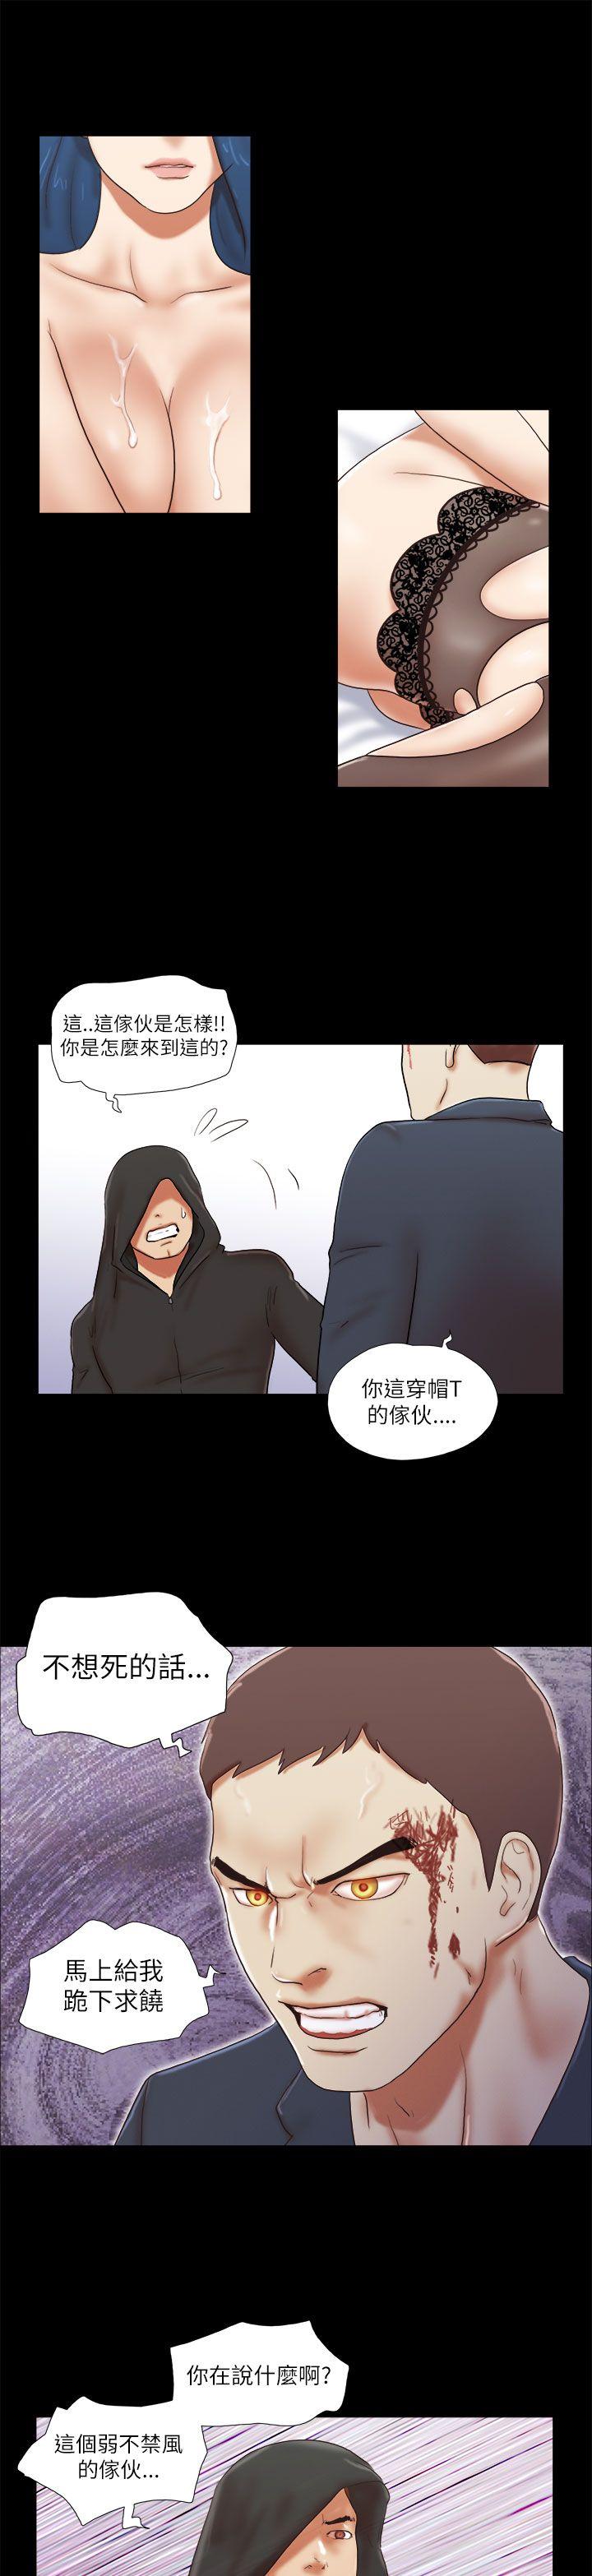 這..這傢伙是怎樣!!
你是怎麼來到這的?
你這穿帽T
的傢伙....
不想死的話...
馬上給我
跪下求饒
你在說什麼啊?
這個弱不禁風
的傢伙...